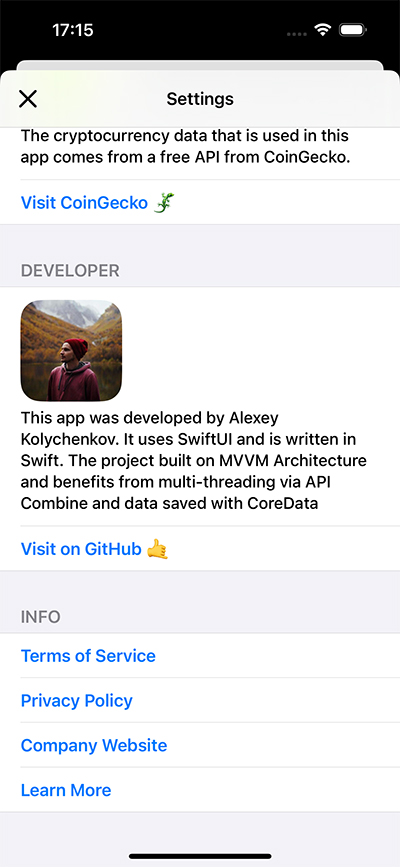 17:15
Settings
The cryptocurrency data that is used in this
app comes from a free API from CoinGecko.
Visit CoinGecko 🦎
DEVELOPER
This app was developed by Alexey
Kolychenkov. It uses SwiftUI and is written in
Swift. The project built on MVVM Architecture
and benefits from multi-threading via API
Combine and data saved with CoreData
Visit on GitHub 🤙
INFO
Terms of Service
Privacy Policy
Company Website
Learn More